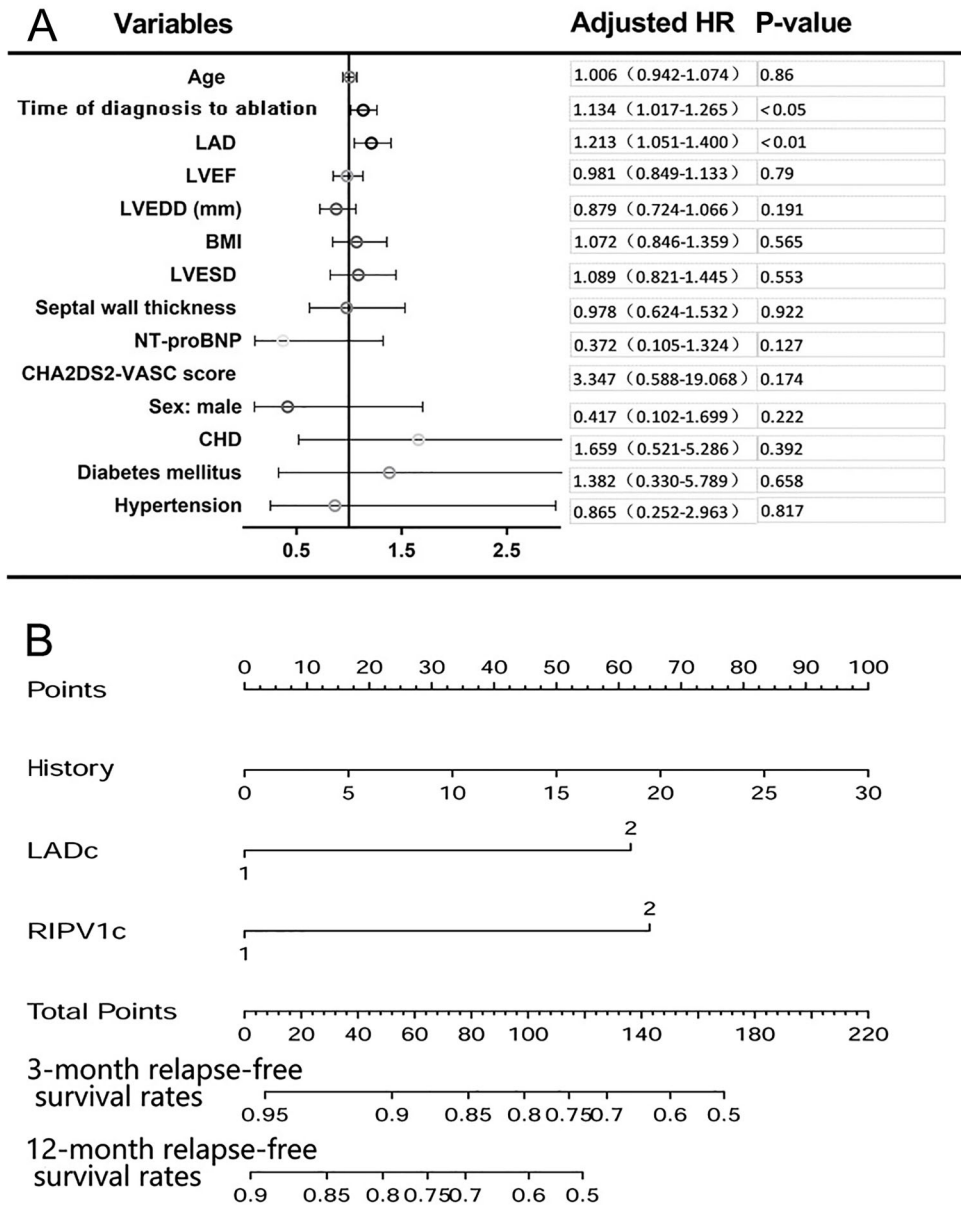 A Variables Adjusted HR P-value
Age 1.006（0.942-1.074） 0.86
Time of diagnosis to ablation 1.134（1.017-1.265） <0.05
LAD 1.213（1.051-1.400） <0.01
LVEF 0.981（0.849-1.133） 0.79
LVEDD (mm) 0.879（0.724-1.066） 0.191
BMI 1.072（0.846-1.359） 0.565
LVESD 1.089（0.821-1.445） 0.553
Septal wall thickness 0.978（0.624-1.532） 0.922
NT-proBNP 0.372（0.105-1.324） 0.127
CHA2DS2-VASC score 3.347（0.588-19.068） 0.174
Sex: male 0.417（0.102-1.699） 0.222
CHD 1.659（0.521-5.286） 0.392
Diabetes mellitus 1.382（0.330-5.789） 0.658
Hypertension 0.865（0.252-2.963） 0.817
0.5 1.5 2.5
B
0 10 20 30 40 50 60 70 80 90 100
Points
History
0 5 10 15 20 25 30
2
LADc
1
2
RIPV1c
1
Total Points
0 20 40 60 80 100 120 140 180 220
3-month relapse-free
survival rates
0.95 0.9 0.85 0.8 0.75 0.7 0.6 0.5
12-month relapse-free
survival rates
0.9 0.85 0.8 0.75 0.7 0.6 0.5